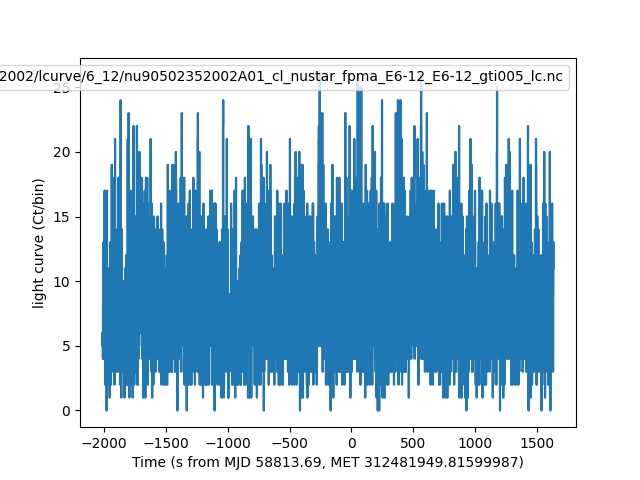 2002/lcurve/6_12/nu90502352002A01_cl_nustar_fpma_E6-12_E6-12_gti005_lc.nc
25
20
15
10
5
0
light curve (Ct/bin)
−2000 −1500 −1000 −500 0 500 1000 1500
Time (s from MJD 58813.69, MET 312481949.81599987)